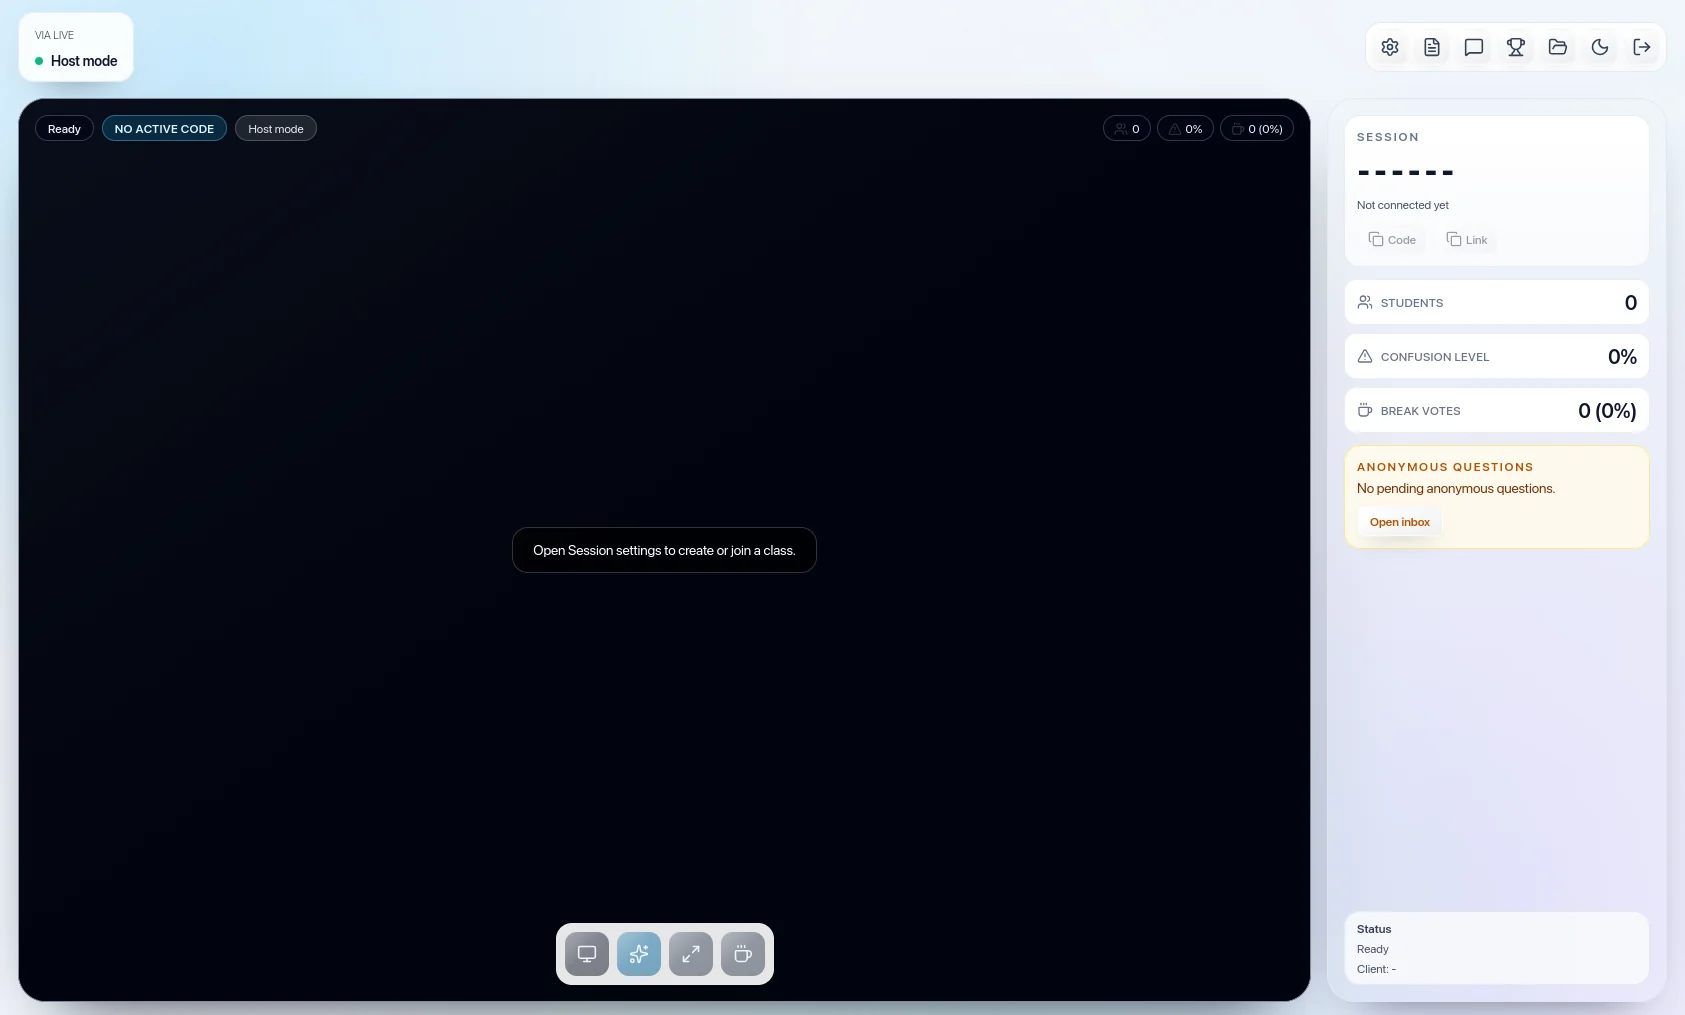 VIA LIVE
Host mode
Ready
NO ACTIVE CODE
Host mode
0
0%
0 (0%)
Open Session settings to create or join a class.
SESSION
------
Not connected yet
Code
Link
STUDENTS
0
CONFUSION LEVEL
0%
BREAK VOTES
0 (0%)
ANONYMOUS QUESTIONS
No pending anonymous questions.
Open inbox
Status
Ready
Client: -